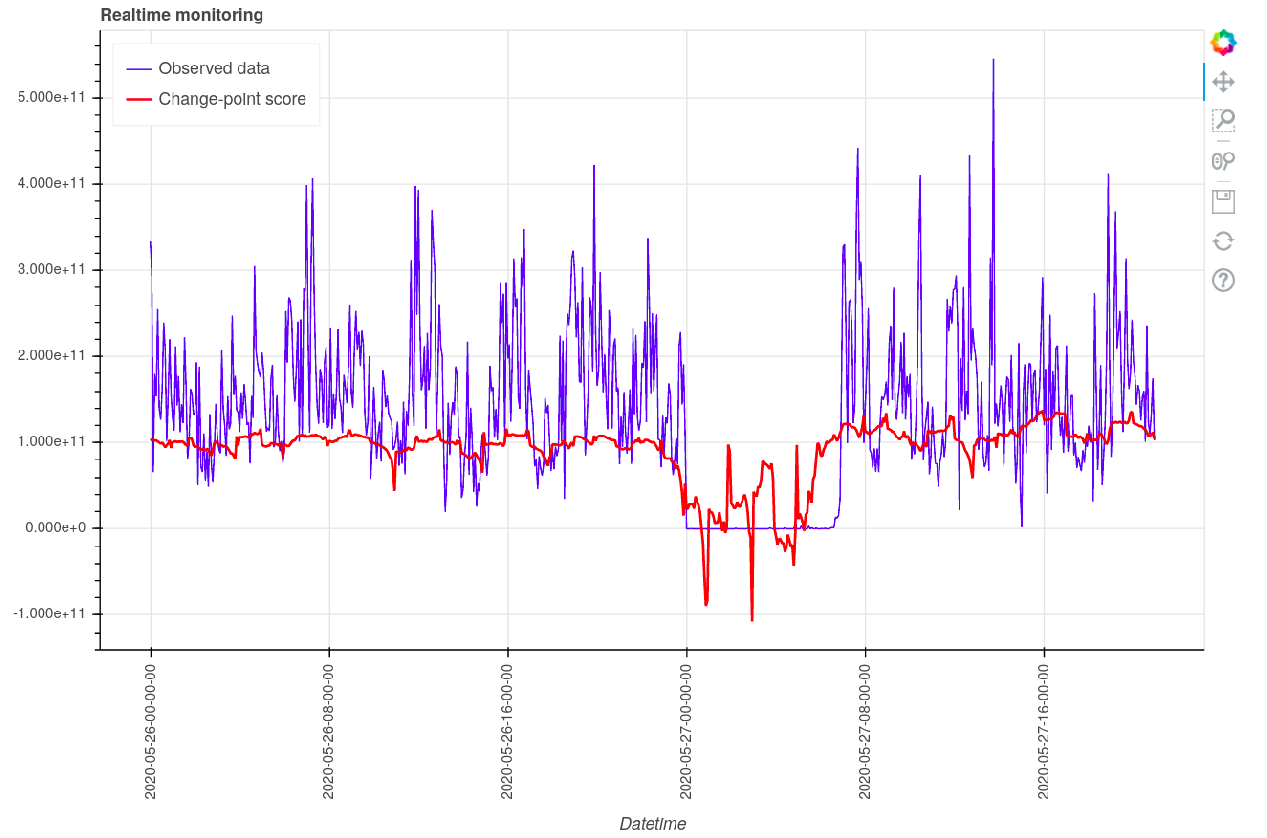 Realtime monitoring
Observed data
Change-point score
5.000e+11
4.000e+11
3.000e+11
2.000e+11
1.000e+11
0.000e+0
-1.000e+11
2020-05-26-00-00-00
2020-05-26-08-00-00
2020-05-26-16-00-00
2020-05-27-00-00-00
2020-05-27-08-00-00
2020-05-27-16-00-00
Datetime